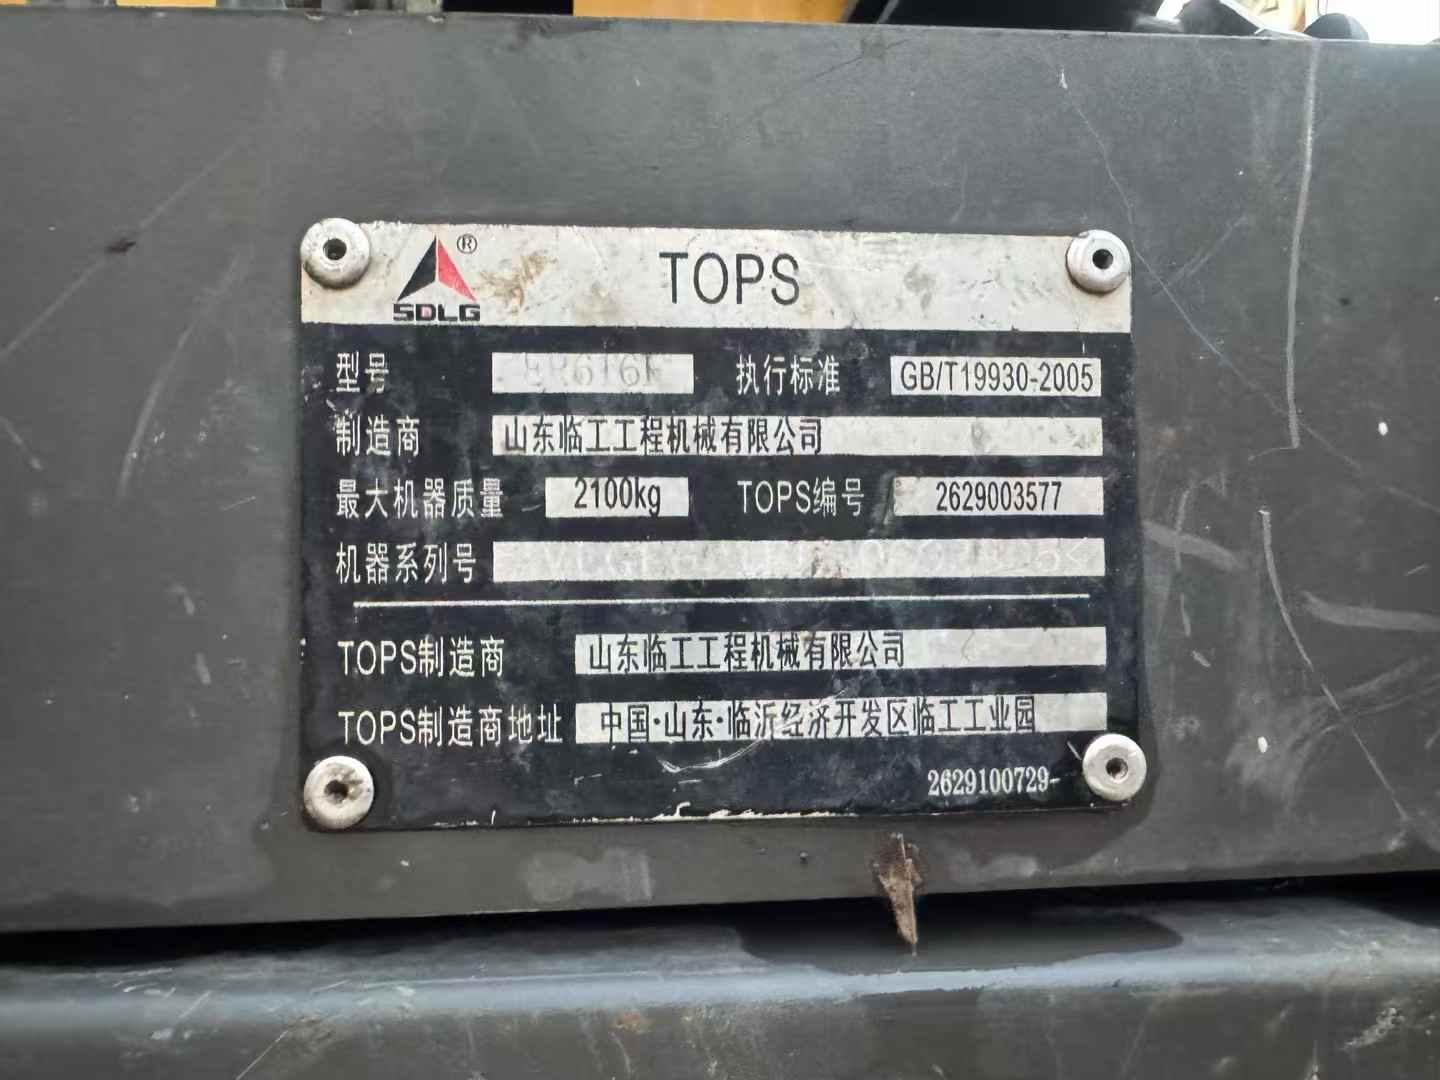 ®
SDLG
TOPS
型号 ER616F 执行标准 GB/T19930-2005
制造商 山东临工工程机械有限公司
最大机器质量 2100kg TOPS编号 2629003577
机器系列号
TOPS制造商 山东临工工程机械有限公司
TOPS制造商地址 中国·山东·临沂经济开发区临工工业园
2629100729-